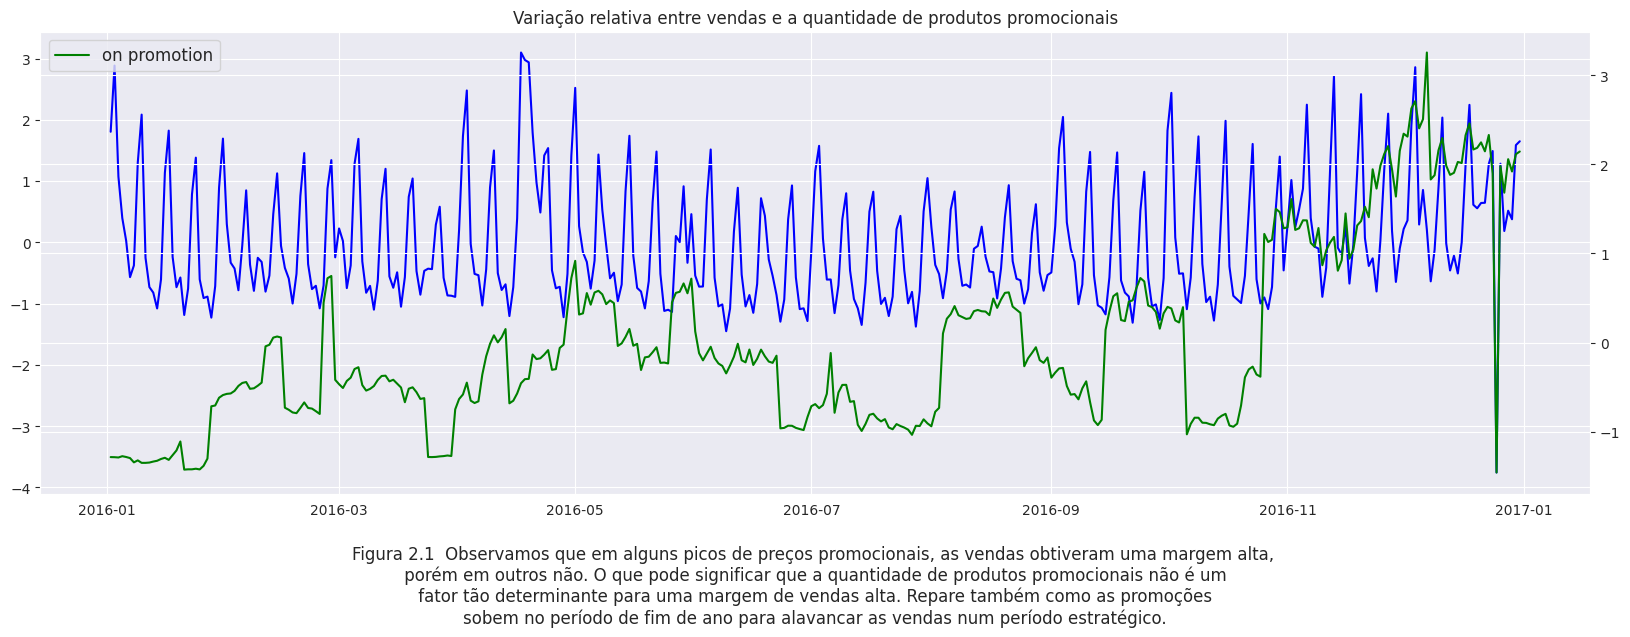 Variação relativa entre vendas e a quantidade de produtos promocionais
on promotion
3
2
1
0
−1
−2
−3
−4
3
2
1
0
−1
2016-01 2016-03 2016-05 2016-07 2016-09 2016-11 2017-01
Figura 2.1 Observamos que em alguns picos de preços promocionais, as vendas obtiveram uma margem alta,
porém em outros não. O que pode significar que a quantidade de produtos promocionais não é um
fator tão determinante para uma margem de vendas alta. Repare também como as promoções
sobem no período de fim de ano para alavancar as vendas num período estratégico.